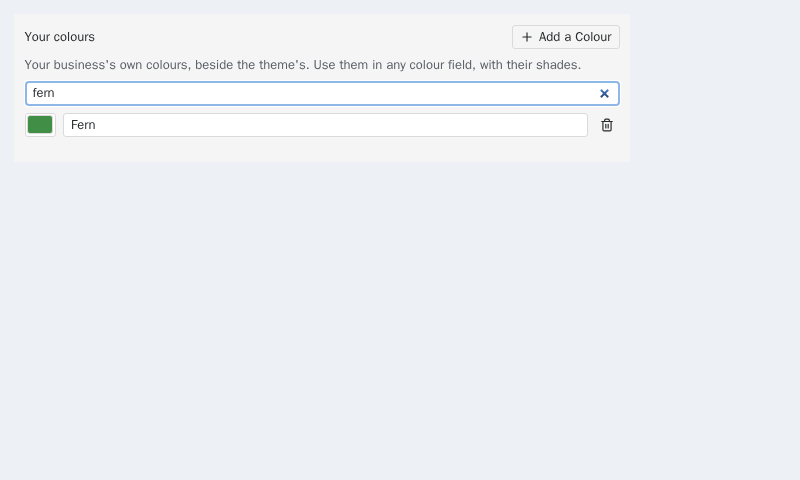 Your colours
Add a Colour
Your business's own colours, beside the theme's. Use them in any colour field, with their shades.
fern
Fern